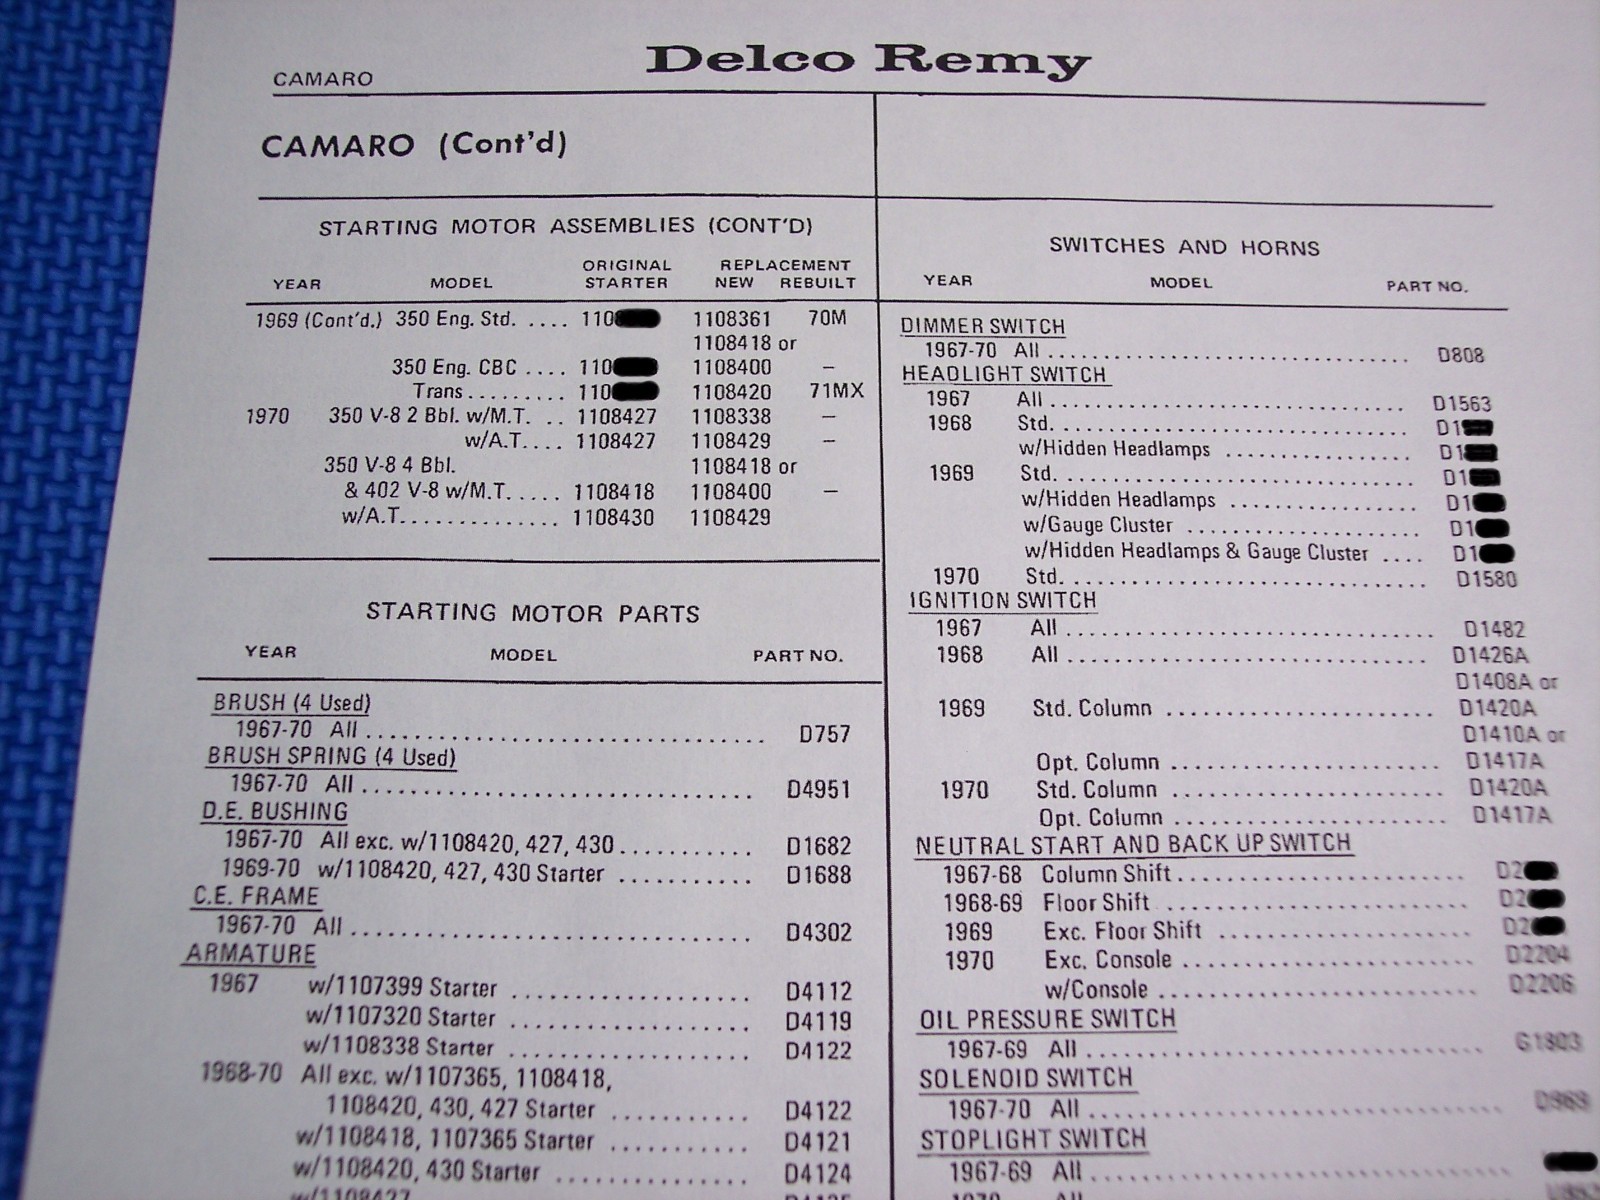 CAMARO
Delco Remy
CAMARO (Cont'd)
STARTING MOTOR ASSEMBLIES (CONT'D)
YEAR MODEL ORIGINAL STARTER REPLACEMENT NEW REBUILT
1969 (Cont'd.) 350 Eng. Std. .... 110 1108361 70M
1108418 or
350 Eng. CBC .... 110 1108400 –
Trans......... 110 1108420 71MX
1970 350 V-8 2 Bbl. w/M.T. .. 1108427 1108338 –
w/A.T.... 1108427 1108429 –
350 V-8 4 Bbl. 1108418 or
& 402 V-8 w/M.T..... 1108418 1108400 –
w/A.T.............. 1108430 1108429
STARTING MOTOR PARTS
YEAR MODEL PART NO.
BRUSH (4 Used)
1967-70 All ................................ D757
BRUSH SPRING (4 Used)
1967-70 All ................................ D4951
D.E. BUSHING
1967-70 All exc. w/1108420, 427, 430 ........... D1682
1969-70 w/1108420, 427, 430 Starter ........... D1688
C.E. FRAME
1967-70 All ................................ D4302
ARMATURE
1967 w/1107399 Starter .................... D4112
w/1107320 Starter .................... D4119
w/1108338 Starter .................... D4122
1968-70 All exc. w/1107365, 1108418,
1108420, 430, 427 Starter ............ D4122
w/1108418, 1107365 Starter ............ D4121
w/1108420, 430 Starter ................ D4124
w/1108427
SWITCHES AND HORNS
YEAR MODEL PART NO.
DIMMER SWITCH
1967-70 All ................................ D808
HEADLIGHT SWITCH
1967 All ................................ D1563
1968 Std. ............................... D1
w/Hidden Headlamps ................ D1
1969 Std. ............................... D1
w/Hidden Headlamps ................ D1
w/Gauge Cluster .................... D1
w/Hidden Headlamps & Gauge Cluster .... D1
1970 Std. ............................... D1580
IGNITION SWITCH
1967 All ................................ D1482
1968 All ................................ D1426A
D1408A or
1969 Std. Column ........................ D1420A
D1410A or
Opt. Column ........................ D1417A
1970 Std. Column ........................ D1420A
Opt. Column ........................ D1417A
NEUTRAL START AND BACK UP SWITCH
1967-68 Column Shift ........................ D2
1968-69 Floor Shift ......................... D2
1969 Exc. Floor Shift ..................... D2
1970 Exc. Console ........................ D2204
w/Console .......................... D2206
OIL PRESSURE SWITCH
1967-69 All ................................ G1803
SOLENOID SWITCH
1967-70 All ................................ D969
STOPLIGHT SWITCH
1967-69 All ................................
1970 All